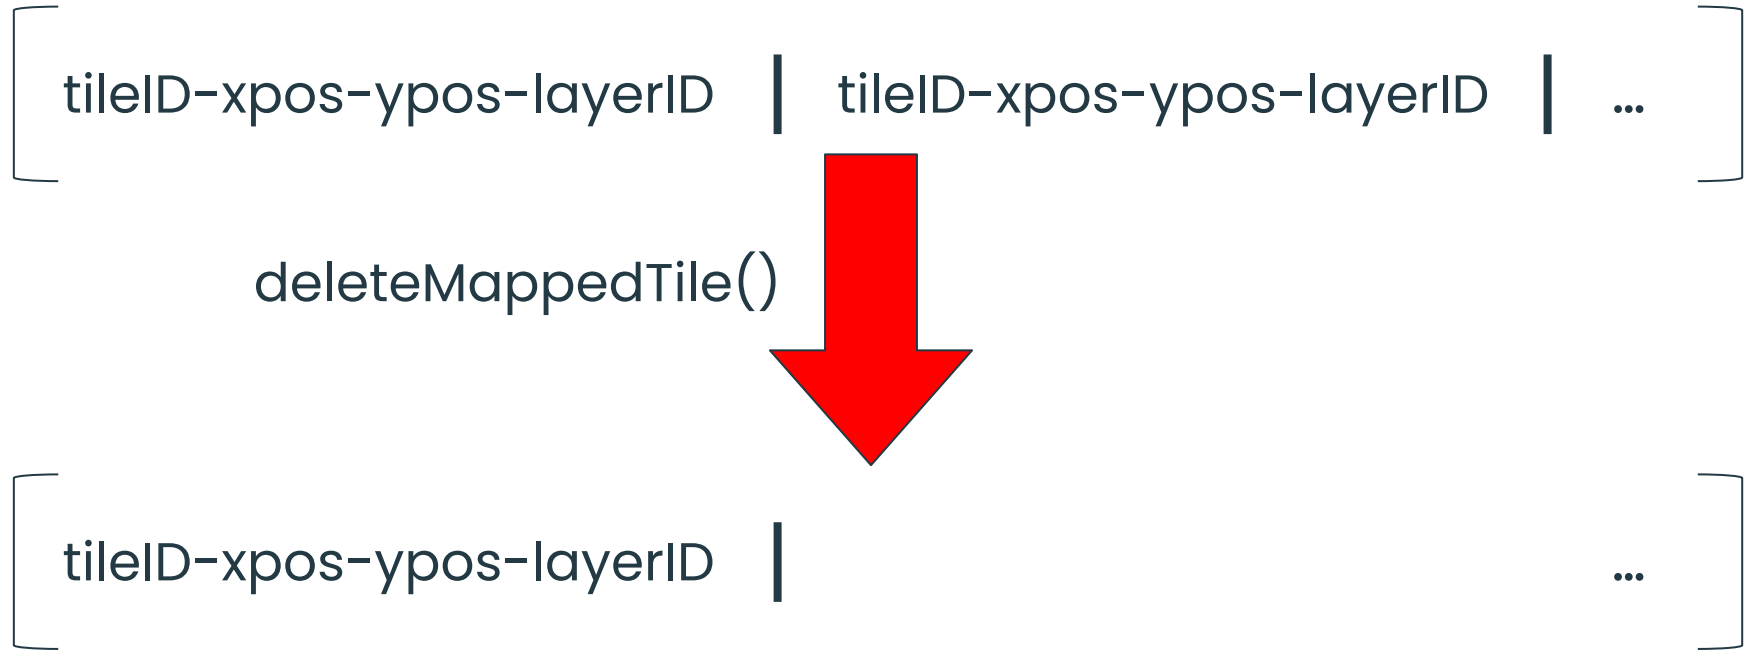 tileID-xpos-ypos-layerID | tileID-xpos-ypos-layerID | ...
deleteMappedTile()
tileID-xpos-ypos-layerID | ...